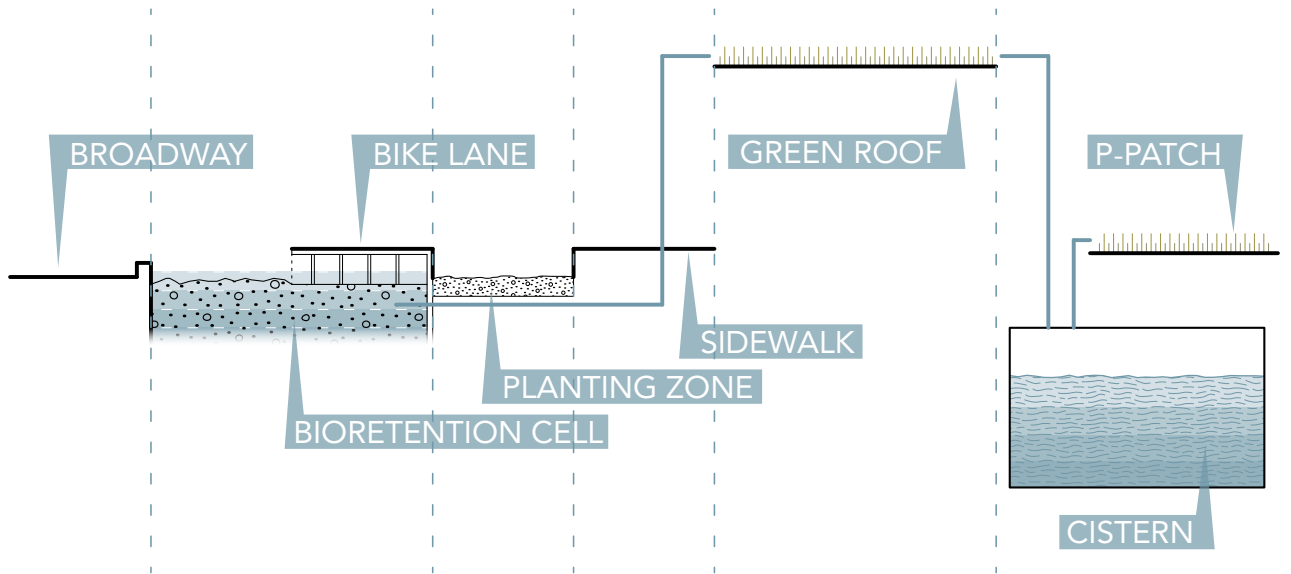 BROADWAY
BIKE LANE
GREEN ROOF
P-PATCH
SIDEWALK
PLANTING ZONE
BIORETENTION CELL
CISTERN